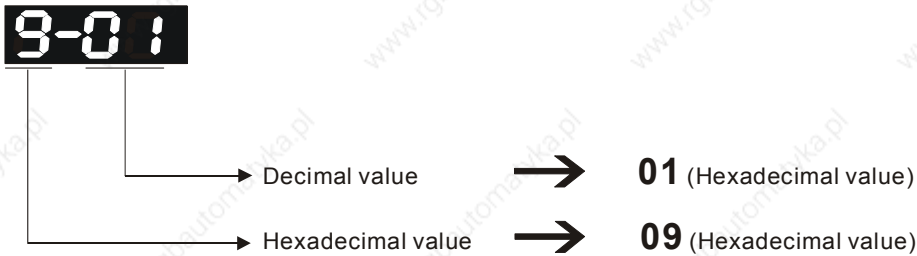 9-01
Decimal value → 01 (Hexadecimal value)
Hexadecimal value → 09 (Hexadecimal value)